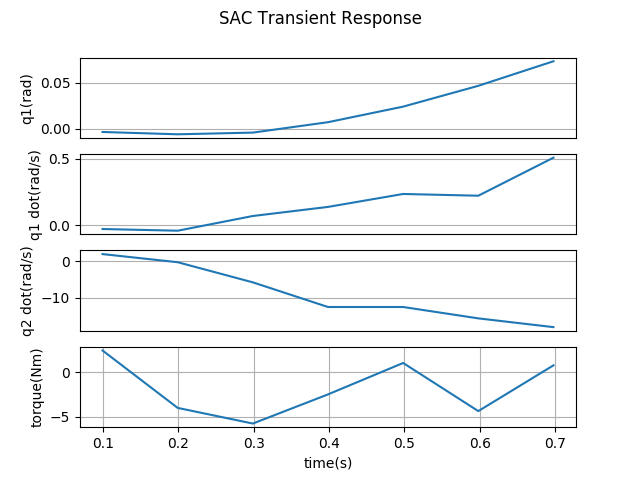 SAC Transient Response
q1(rad)
0.05
0.00
q1 dot(rad/s)
0.5
0.0
q2 dot(rad/s)
0
−10
torque(Nm)
0
−5
0.1 0.2 0.3 0.4 0.5 0.6 0.7
time(s)